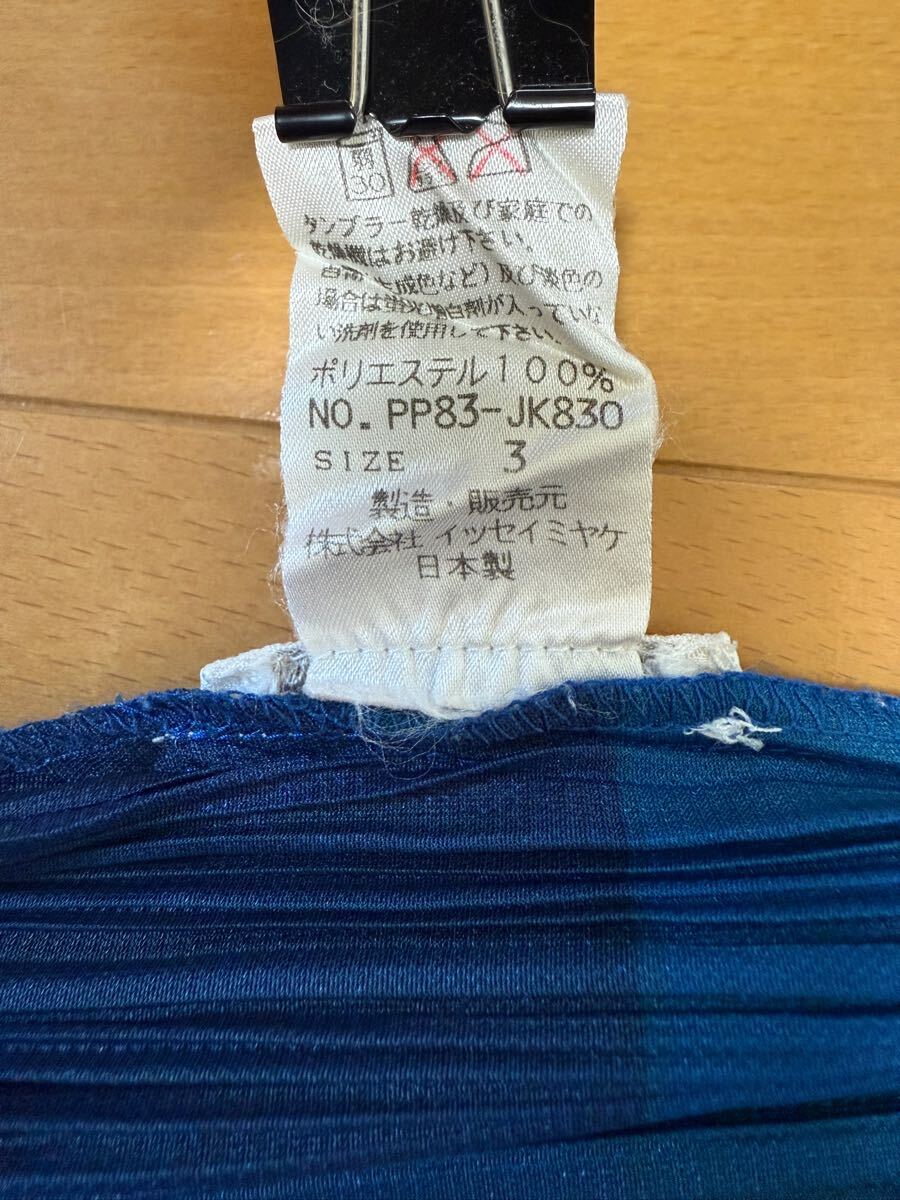 弱
30
タンブラー乾燥及び家庭での
乾燥機はお避け下さい。
生成色など)及び淡色の
場合は蛍光増白剤が入っていな
い洗剤を使用して下さい。
ポリエステル100%
NO. PP83-JK830
SIZE 3
製造・販売元
株式会社イッセイミヤケ
日本製